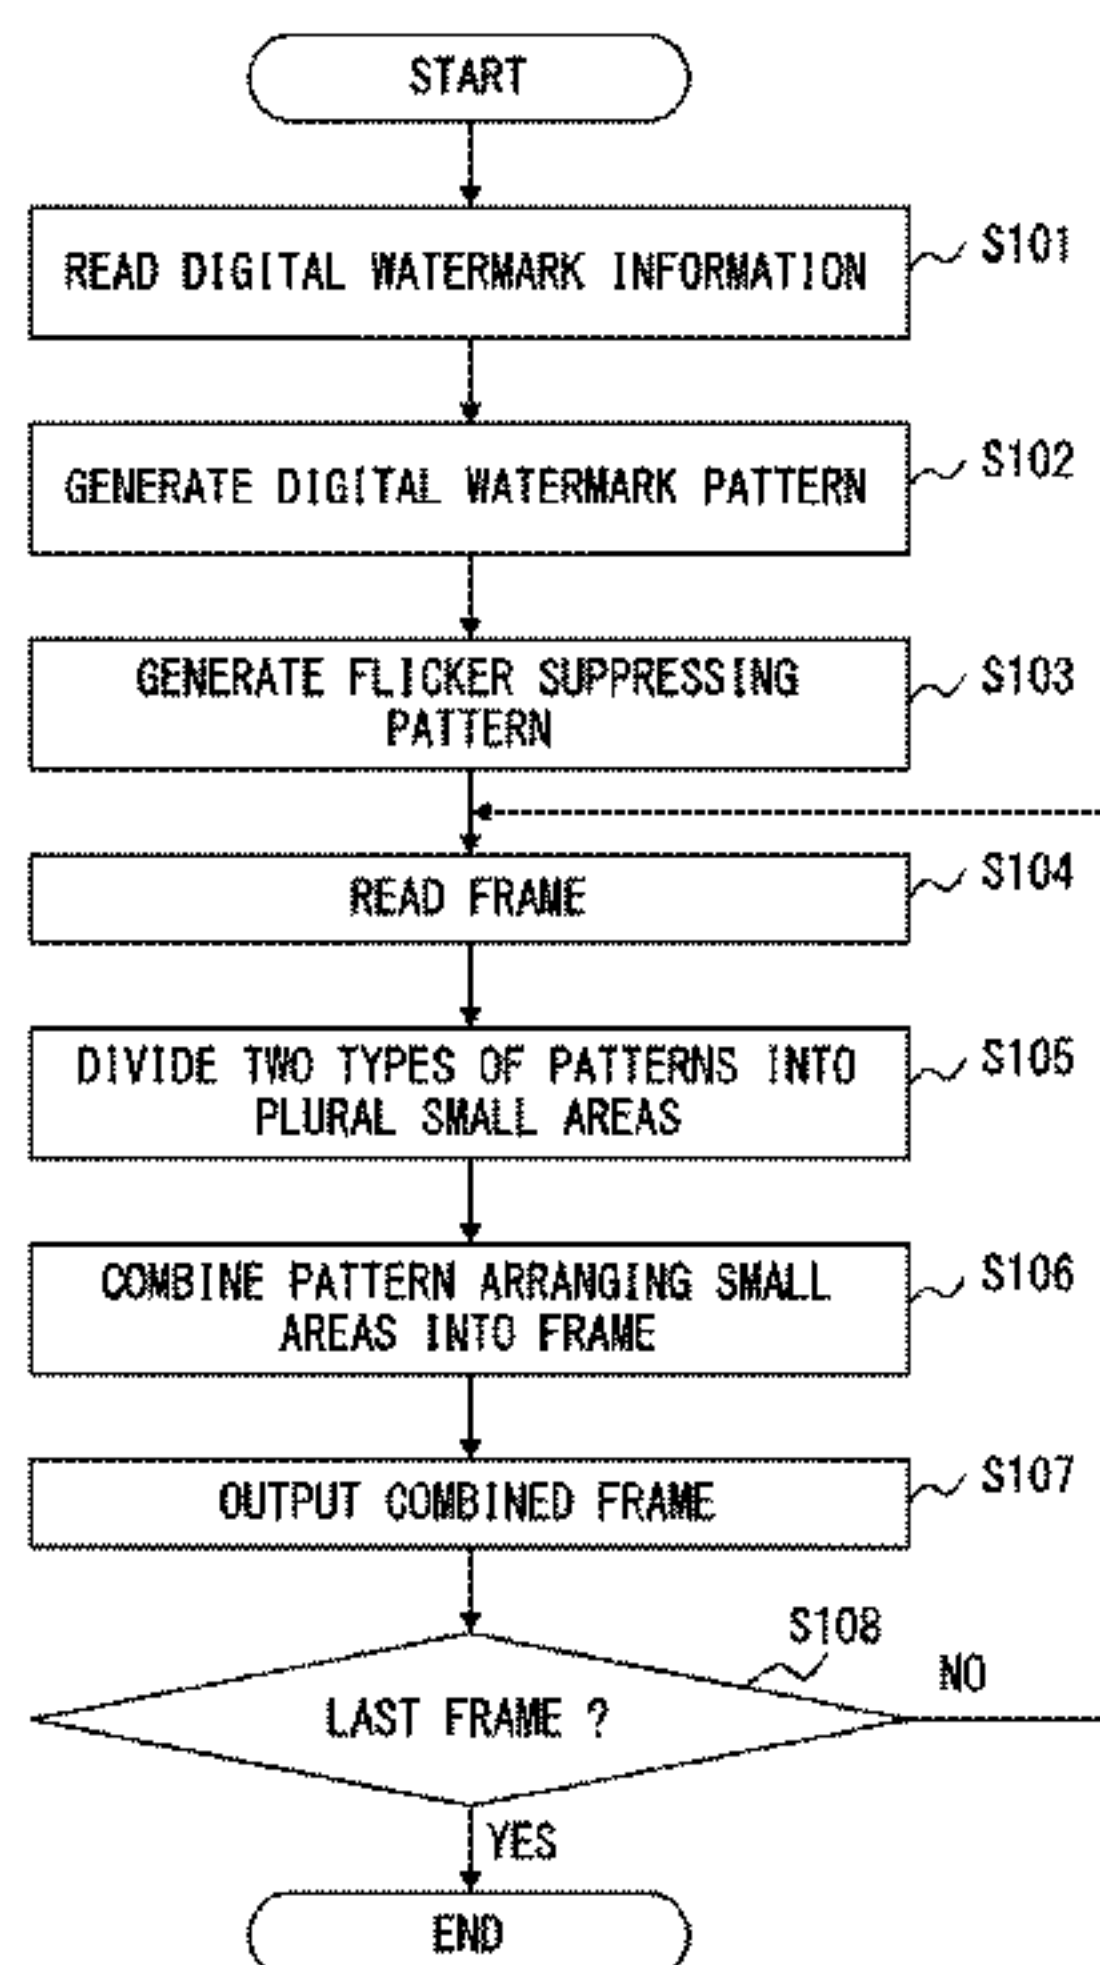 START
READ DIGITAL WATERMARK INFORMATION
S101
GENERATE DIGITAL WATERMARK PATTERN
S102
GENERATE FLICKER SUPPRESSING
PATTERN
S103
READ FRAME
S104
DIVIDE TWO TYPES OF PATTERNS INTO
PLURAL SMALL AREAS
S105
COMBINE PATTERN ARRANGING SMALL
AREAS INTO FRAME
S106
OUTPUT COMBINED FRAME
S107
S108
LAST FRAME ?
NO
YES
END